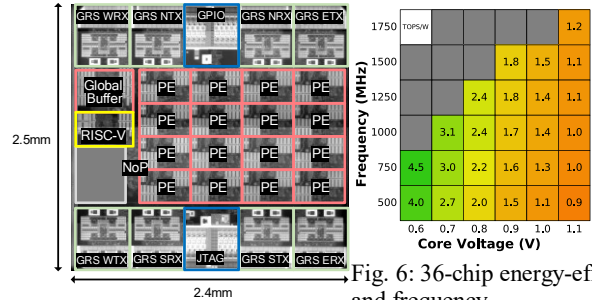 GRS WRX GRS NTX GPIO GRS NRX GRS ETX
Global
Buffer
RISC-V
NoP
PE PE PE PE
PE PE PE PE
PE PE PE PE
PE PE PE PE
GRS WTX GRS SRX JTAG GRS STX GRS ERX
2.5mm
2.4mm
Frequency (MHz)
1750 TOPS/W 1.2
1500 1.8 1.5 1.1
1250 2.4 1.8 1.4 1.1
1000 3.1 2.4 1.7 1.4 1.0
750 4.5 3.0 2.2 1.6 1.3 1.0
500 4.0 2.7 2.0 1.5 1.1 0.9
0.6 0.7 0.8 0.9 1.0 1.1
Core Voltage (V)
Fig. 6: 36-chip energy-eff
and frequency